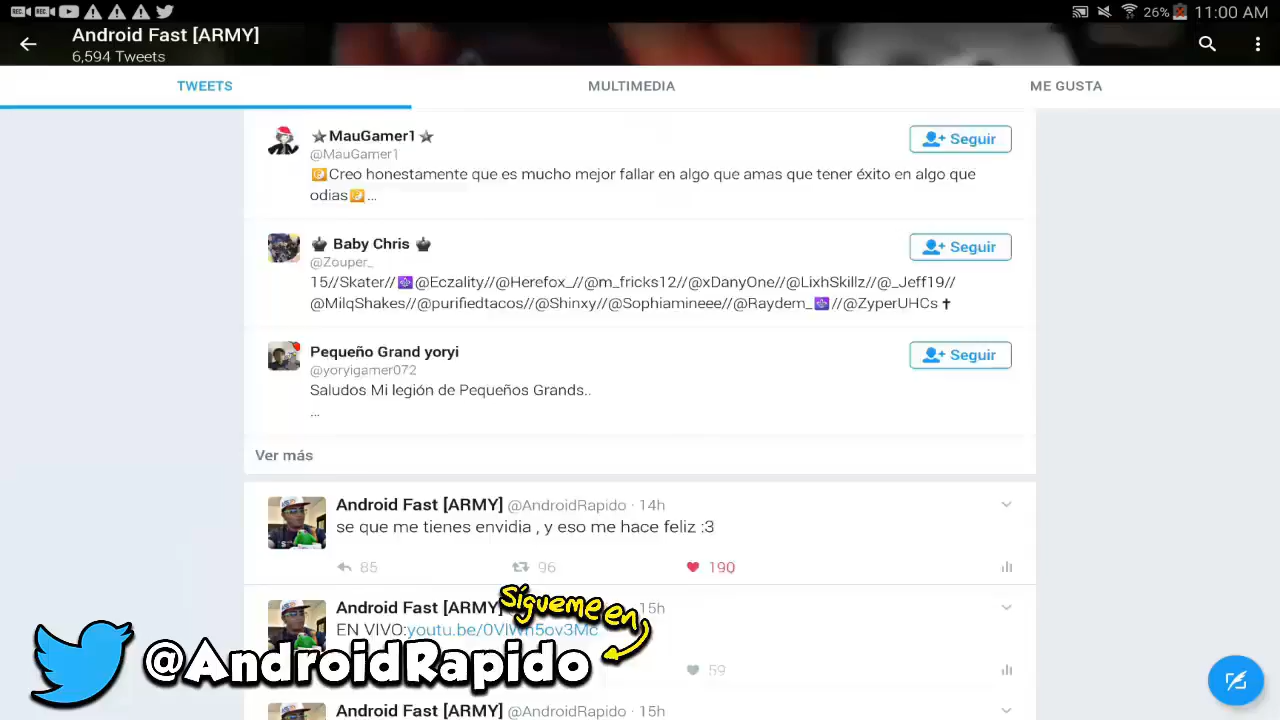 REC REC 26% 11:00 AM
Android Fast [ARMY]
6,594 Tweets
TWEETS MULTIMEDIA ME GUSTA
MauGamer1
Seguir
@MauGamer1
Creo honestamente que es mucho mejor fallar en algo que amas que tener éxito en algo que
odias...
Baby Chris
Seguir
@Zouper_
15//Skater//@Eczality//@Herefox_//@m_fricks12//@xDanyOne//@LixhSkillz//@_Jeff19//
@MilqShakes//@purifiedtacos//@Shinxy//@Sophiamineee//@Raydem_//@ZyperUHCs
Pequeño Grand yoryi
Seguir
@yoryigamer072
Saludos Mi legión de Pequeños Grands..
...
Ver más
Android Fast [ARMY] @AndroidRapido · 14h
se que me tienes envidia , y eso me hace feliz :3
85 96 190
Android Fast [ARMY] 15h
Sígueme en
EN VIVO:
@AndroidRapido
59
Android Fast [ARMY] @AndroidRapido · 15h